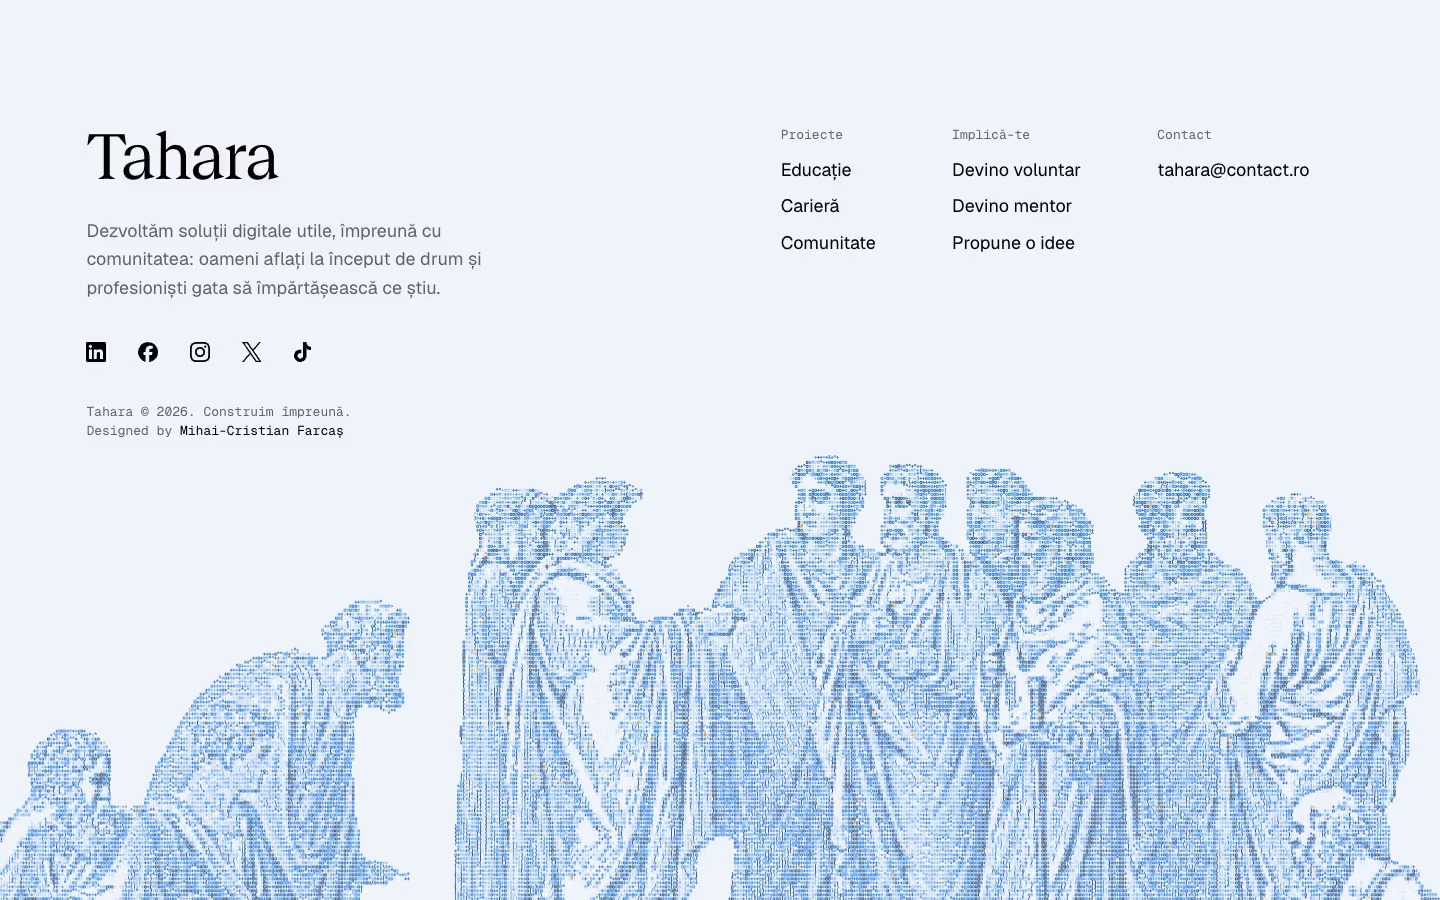 Tahara
Dezvoltăm soluții digitale utile, împreună cu
comunitatea: oameni aflați la început de drum și
profesioniști gata să împărtășească ce știu.
Tahara © 2026. Construim împreună.
Designed by Mihai-Cristian Farcaș
Proiecte
Educație
Carieră
Comunitate
Implică-te
Devino voluntar
Devino mentor
Propune o idee
Contact
tahara@contact.ro